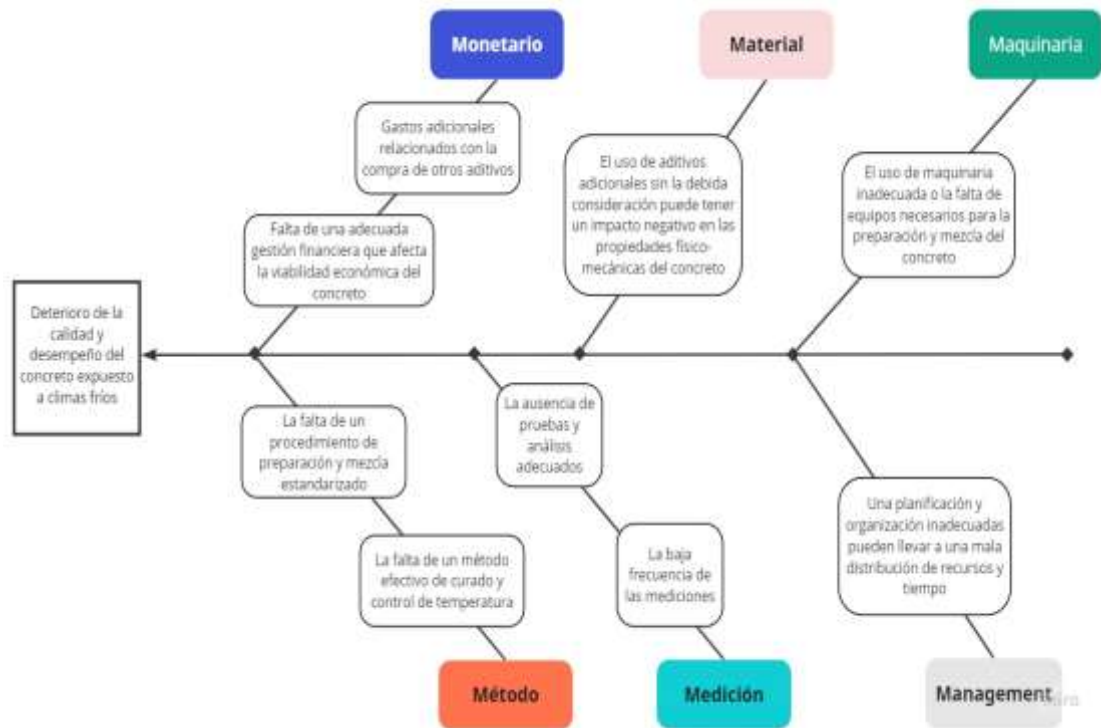 Monetario
Material
Maquinaria
Gastos adicionales
relacionados con la
compra de otros aditivos
El uso de aditivos
adicionales sin la debida
consideración puede tener
un impacto negativo en las
propiedades físico-
mecánicas del concreto
El uso de maquinaria
inadecuada o la falta de
equipos necesarios para la
preparación y mezcla del
concreto
Falta de una adecuada
gestión financiera que afecta
la viabilidad económica del
concreto
Deterioro de la
calidad y
desempeño del
concreto expuesto
a climas fríos
La falta de un
procedimiento de
preparación y mezcla
estandarizado
La ausencia de
pruebas y
análisis
adecuados
Una planificación y
organización inadecuadas
pueden llevar a una mala
distribución de recursos y
tiempo
La falta de un método
efectivo de curado y
control de temperatura
La baja
frecuencia de
las mediciones
Método
Medición
Management
miro